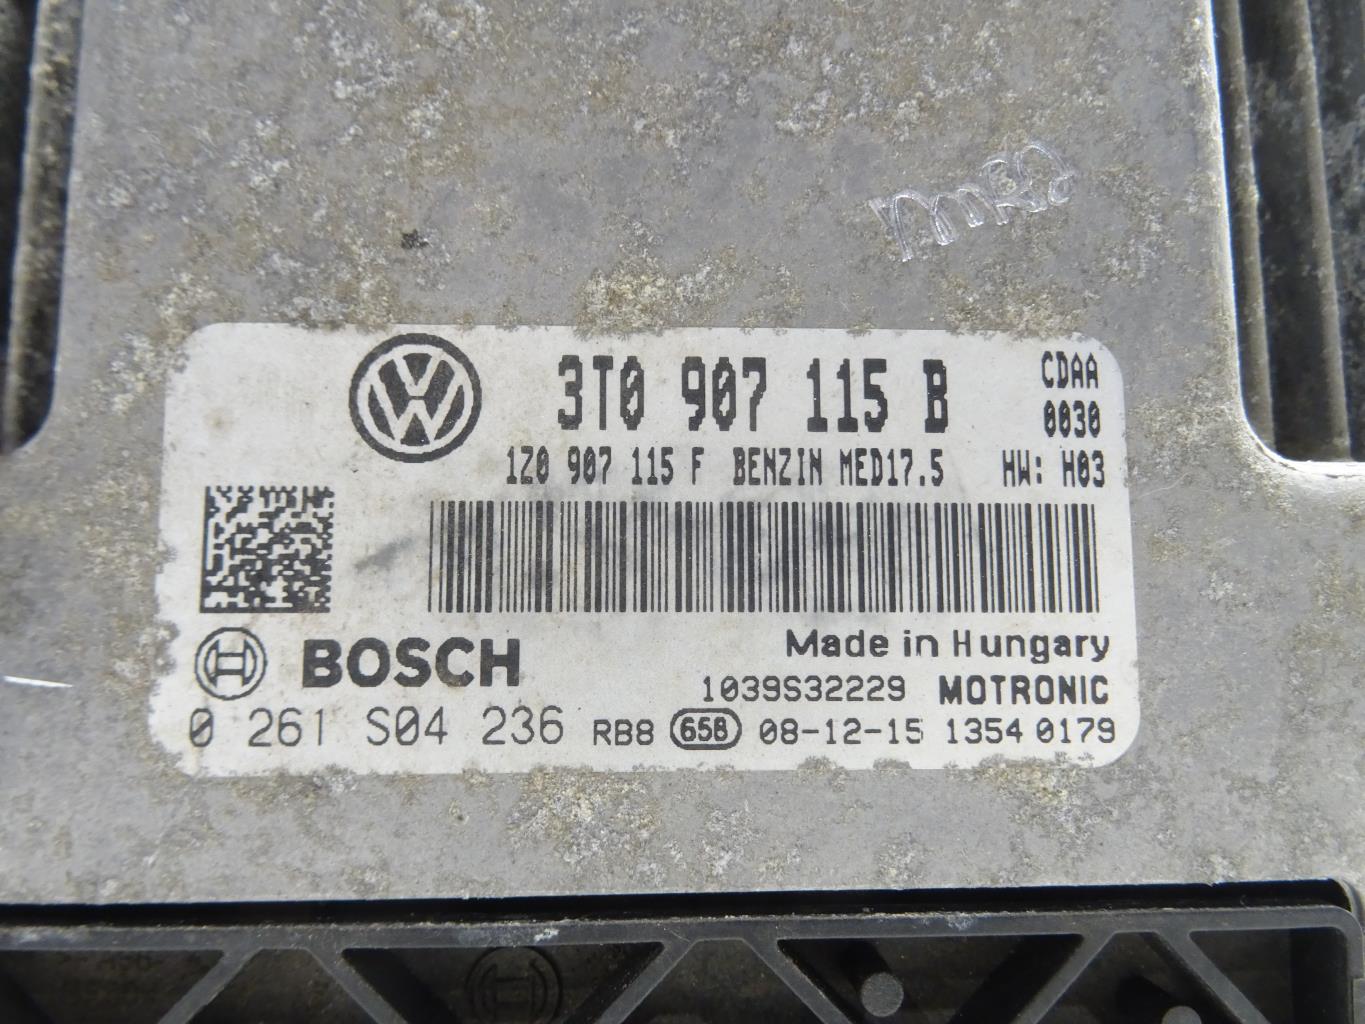 3T0 907 115 B
CDAA
0030
1Z0 907 115 F BENZIN MED17.5 HW: H03
Made in Hungary
BOSCH
1039S32229 MOTRONIC
0 261 S04 236 RB8 658 08-12-15 1354 0179